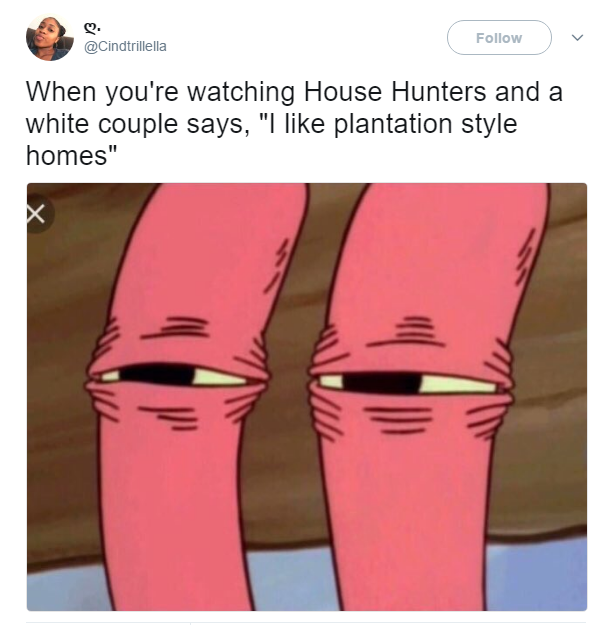 ღ.
@Cindtrillella
Follow
When you're watching House Hunters and a
white couple says, "I like plantation style
homes"